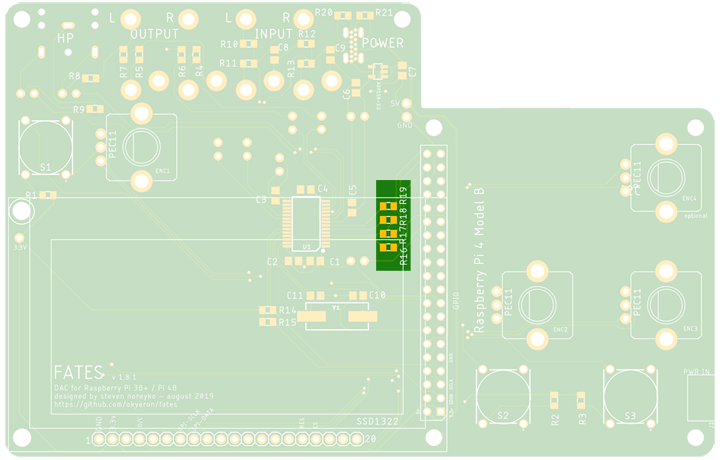 L R L R
R20 R21
HP
OUTPUT INPUT POWER
R10 C8 R12 C9
R7 R5 R6 R4 R11 R13
R8 C6 C7
R9 5V
GND
S1 PEC11 ENC1
R1
C4
C3 C5
U1
C2 C1
R19
R18
R17
R16
3.3V
C11 Y1 C10
R14
R15
Raspberry Pi 4 Model B
GPIO
PEC11 ENC4
optional
PEC11 ENC2
PEC11 ENC3
FATES v 1.8.1
DAC for Raspberry Pi 3B+ / Pi 4B
designed by steven noreyko – august 2019
https://github.com/okyeron/fates
SSD1322
1 20
S2 R2 R3 S3
PWR IN